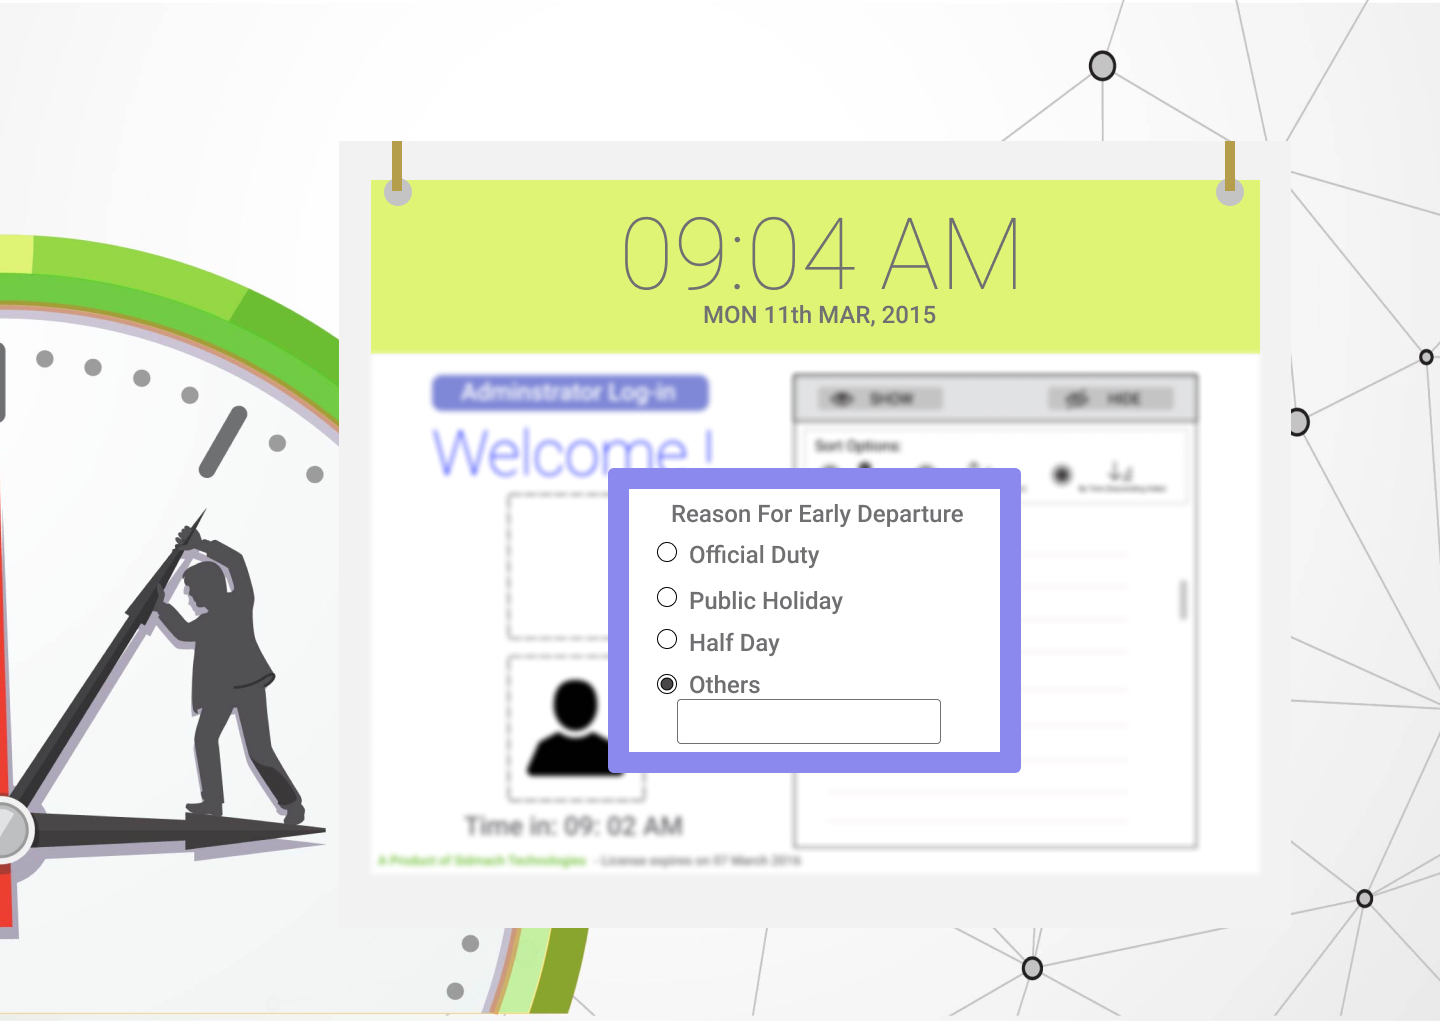 09:04 AM
MON 11th MAR, 2015
Adminstrator Log-in
Welcome !
SHOW
HIDE
Sort Options:
Reason For Early Departure
Official Duty
Public Holiday
Half Day
Others
Time in: 09: 02 AM
A Product of Sidmach Technologies - License expires on 07 March 2016